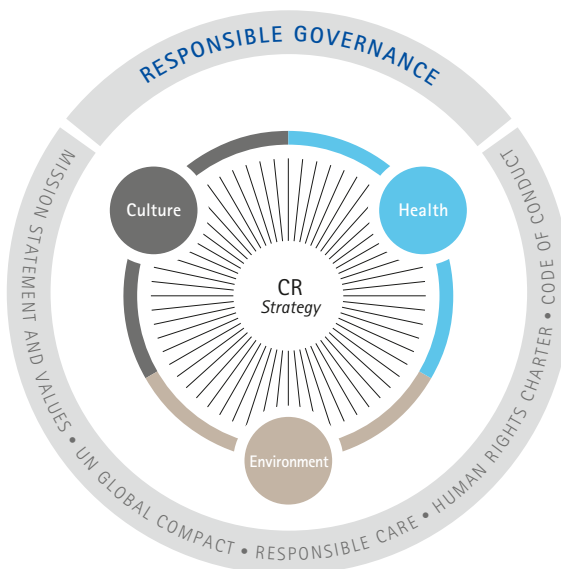 RESPONSIBLE GOVERNANCE
Culture
Health
CR
Strategy
Environment
MISSION STATEMENT AND VALUES • UN GLOBAL COMPACT • RESPONSIBLE CARE • HUMAN RIGHTS CHARTER • CODE OF CONDUCT